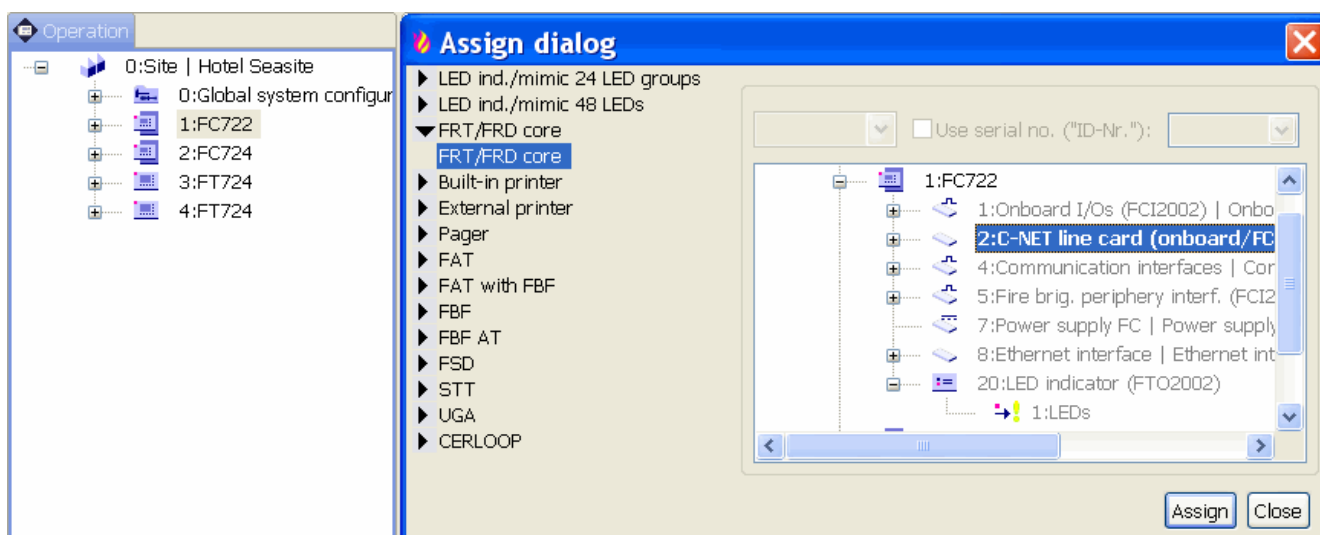 Operation
0:Site | Hotel Seasite
0:Global system configur
1:FC722
2:FC724
3:FT724
4:FT724
Assign dialog
LED ind./mimic 24 LED groups
LED ind./mimic 48 LEDs
FRT/FRD core
FRT/FRD core
Built-in printer
External printer
Pager
FAT
FAT with FBF
FBF
FBF AT
FSD
STT
UGA
CERLOOP
Use serial no. ("ID-Nr."):
1:FC722
1:Onboard I/Os (FCI2002) | Onbo
2:C-NET line card (onboard/FC
4:Communication interfaces | Cor
5:Fire brig. periphery interf. (FCI2
7:Power supply FC | Power supply
8:Ethernet interface | Ethernet int
20:LED indicator (FTO2002)
1:LEDs
Assign
Close